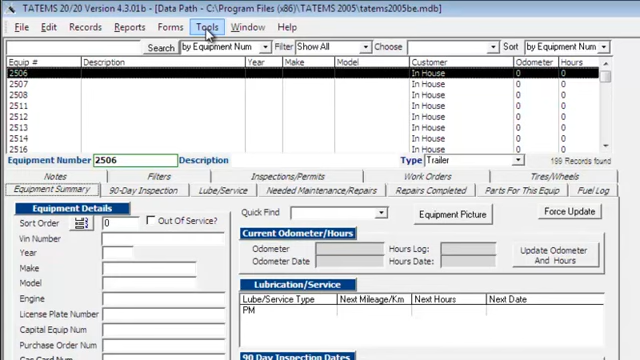 TATEMS 20/20 Version 4.3.01b - [Data Path - C:\Program Files (x86)\TATEMS 2005\tatems2005be.mdb]
File Edit Records Reports Forms Tools Window Help
Search by Equipment Num Filter Show All Sort
Equip # Description Year Make Model Customer Odometer Hours
2506 In House 0 0
2507 In House 0 0
2508 In House 0 0
2511 In House 0 0
2512 In House 0 0
2514 In House 0 0
2516 In House 0 0
Equipment Number 2506 Description Type Trailer 199 Records found
Notes Filters Inspections/Permits Work Orders Tires/Wheels
Equipment Summary 90-Day Inspection Lube/Service Needed Maintenance/Repairs Repairs Completed Parts For This Equip Fuel Log
Equipment Details
Sort Order 0 Out Of Service?
Vin Number
Year
Make
Model
Engine
License Plate Number
Capital Equip Num
Purchase Order Num
Gas Card Num
Quick Find Equipment Picture Force Update
Current Odometer/Hours
Odometer Hours Log:
Odometer Date Hours Date:
Update Odometer And Hours
Lubrication/Service
Lube/Service Type Next Mileage/Km Next Hours Next Date
PM
90 Day Inspection Dates